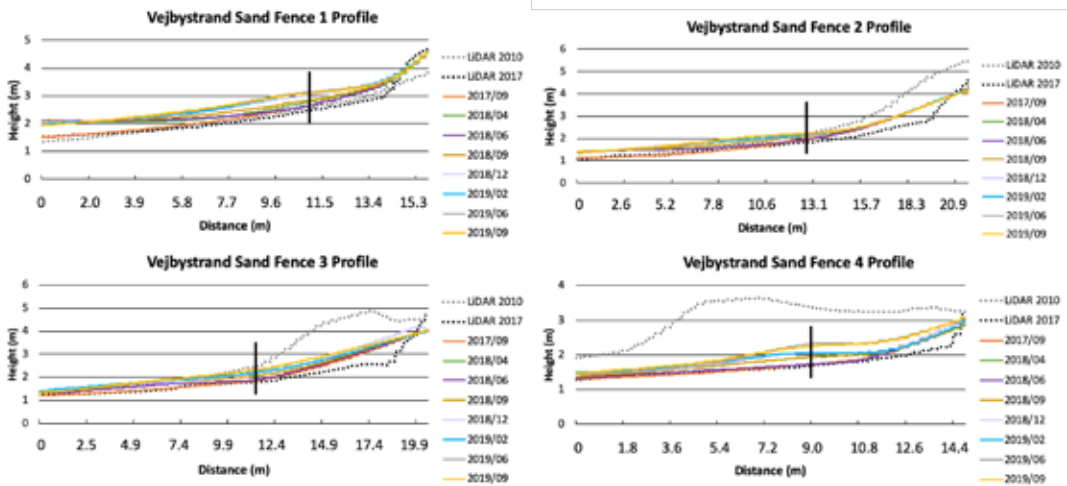 Vejbystrand Sand Fence 1 Profile
Height (m)
5
4
3
2
1
0
0 2.0 3.9 5.8 7.7 9.6 11.5 13.4 15.3
Distance (m)
LiDAR 2010
LiDAR 2017
2017/09
2018/04
2018/06
2018/09
2018/12
2019/02
2019/06
2019/09
Vejbystrand Sand Fence 2 Profile
Height (m)
6
5
4
3
2
1
0
0 2.6 5.2 7.8 10.6 13.1 15.7 18.3 20.9
Distance (m)
LiDAR 2010
LiDAR 2017
2017/09
2018/04
2018/06
2018/09
2018/12
2019/02
2019/06
2019/09
Vejbystrand Sand Fence 3 Profile
Height (m)
6
5
4
3
2
1
0
0 2.5 4.9 7.4 9.9 12.4 14.9 17.4 19.9
Distance (m)
LiDAR 2010
LiDAR 2017
2017/09
2018/04
2018/06
2018/09
2018/12
2019/02
2019/06
2019/09
Vejbystrand Sand Fence 4 Profile
Height (m)
4
3
2
1
0
0 1.8 3.6 5.4 7.2 9.0 10.8 12.6 14.4
Distance (m)
LiDAR 2010
LiDAR 2017
2017/09
2018/04
2018/06
2018/09
2018/12
2019/02
2019/06
2019/09